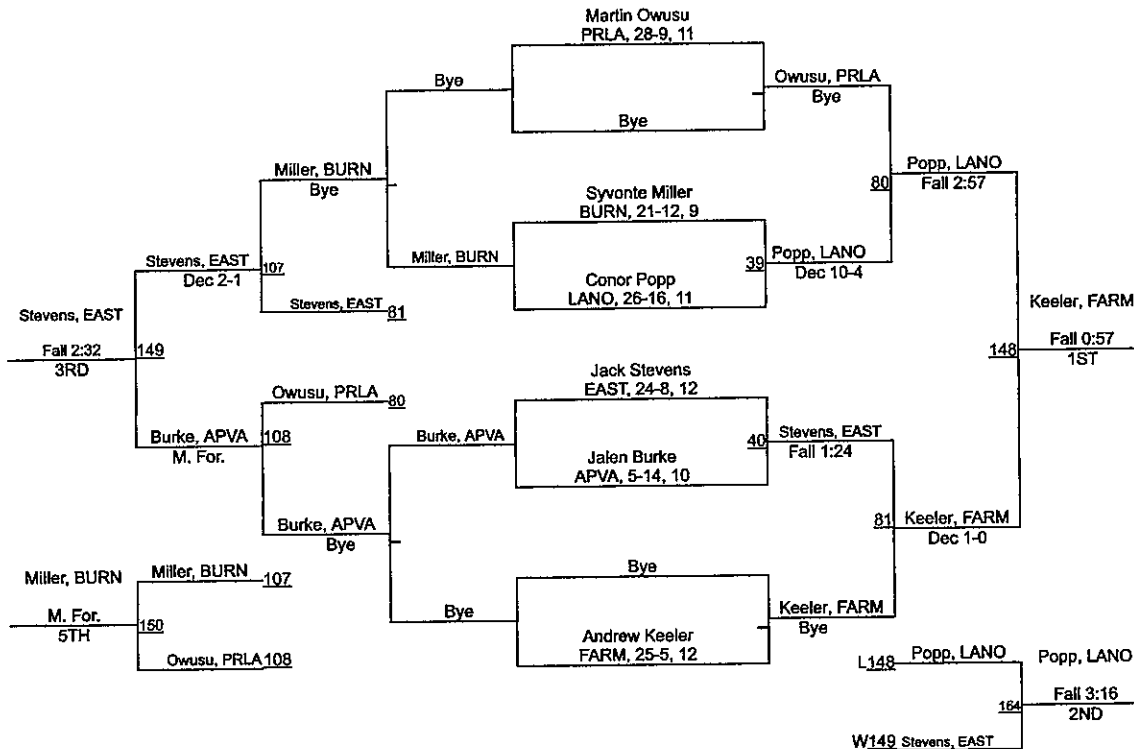 Martin Owusu
PRLA, 28-9, 11
Bye
Owusu, PRLA
Bye
Bye
Miller, BURN
Bye
Popp, LANO
Fall 2:57
80
Syvonte Miller
BURN, 21-12, 9
Miller, BURN
39
Popp, LANO
Dec 10-4
Stevens, EAST
Dec 2-1
107
Conor Popp
LANO, 26-16, 11
Stevens, EAST
81
Stevens, EAST
Fall 2:32
3RD
149
Keeler, FARM
Fall 0:57
1ST
148
Jack Stevens
EAST, 24-8, 12
Owusu, PRLA
80
Burke, APVA
M. For.
108
Burke, APVA
40
Stevens, EAST
Fall 1:24
Jalen Burke
APVA, 5-14, 10
Burke, APVA
Bye
81
Keeler, FARM
Dec 1-0
Bye
Miller, BURN
Miller, BURN
107
M. For.
5TH
150
Bye
Keeler, FARM
Bye
Andrew Keeler
FARM, 25-5, 12
Owusu, PRLA
108
L148
Popp, LANO
Popp, LANO
Fall 3:16
2ND
164
W149
Stevens, EAST